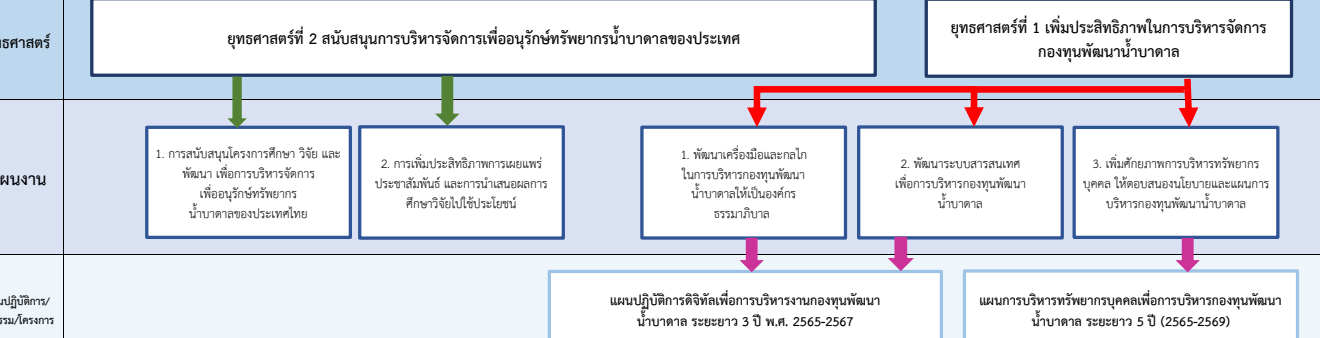 ยุทธศาสตร์ที่ 2 สนับสนุนการบริหารจัดการเพื่ออนุรักษ์ทรัพยากรน้ำบาดาลของประเทศ
ยุทธศาสตร์ที่ 1 เพิ่มประสิทธิภาพในการบริหารจัดการ
กองทุนพัฒนาน้ำบาดาล
1. การสนับสนุนโครงการศึกษา วิจัย และ
พัฒนา เพื่อการบริหารจัดการ
เพื่ออนุรักษ์ทรัพยากร
น้ำบาดาลของประเทศไทย
2. การเพิ่มประสิทธิภาพการเผยแพร่
ประชาสัมพันธ์ และการนำเสนอผลการ
ศึกษาวิจัยไปใช้ประโยชน์
1. พัฒนาเครื่องมือและกลไก
ในการบริหารกองทุนพัฒนา
น้ำบาดาลให้เป็นองค์กร
ธรรมาภิบาล
2. พัฒนาระบบสารสนเทศ
เพื่อการบริหารกองทุนพัฒนา
น้ำบาดาล
3. เพิ่มศักยภาพการบริหารทรัพยากร
บุคคล ให้ตอบสนองนโยบายและแผนการ
บริหารกองทุนพัฒนาน้ำบาดาล
แผนปฏิบัติการดิจิทัลเพื่อการบริหารงานกองทุนพัฒนา
น้ำบาดาล ระยะยาว 3 ปี พ.ศ. 2565-2567
แผนการบริหารทรัพยากรบุคคลเพื่อการบริหารกองทุนพัฒนา
น้ำบาดาล ระยะยาว 5 ปี (2565-2569)